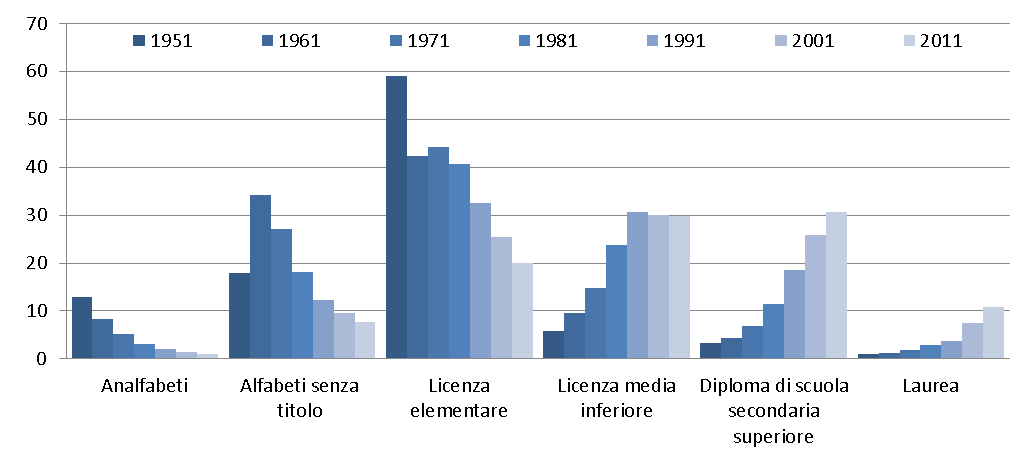 70
1951 1961 1971 1981 1991 2001 2011
60
50
40
30
20
10
0
Analfabeti
Alfabeti senza
titolo
Licenza
elementare
Licenza media
inferiore
Diploma di scuola
secondaria
superiore
Laurea